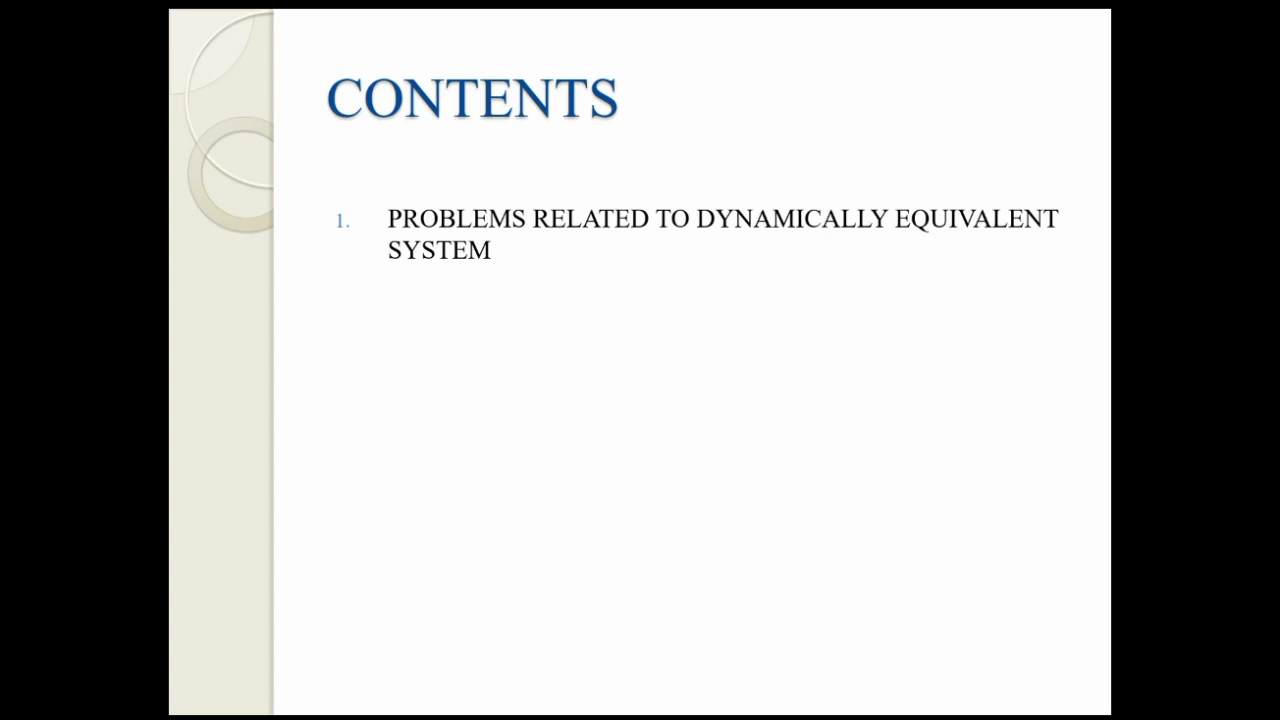 CONTENTS
1. PROBLEMS RELATED TO DYNAMICALLY EQUIVALENT
SYSTEM